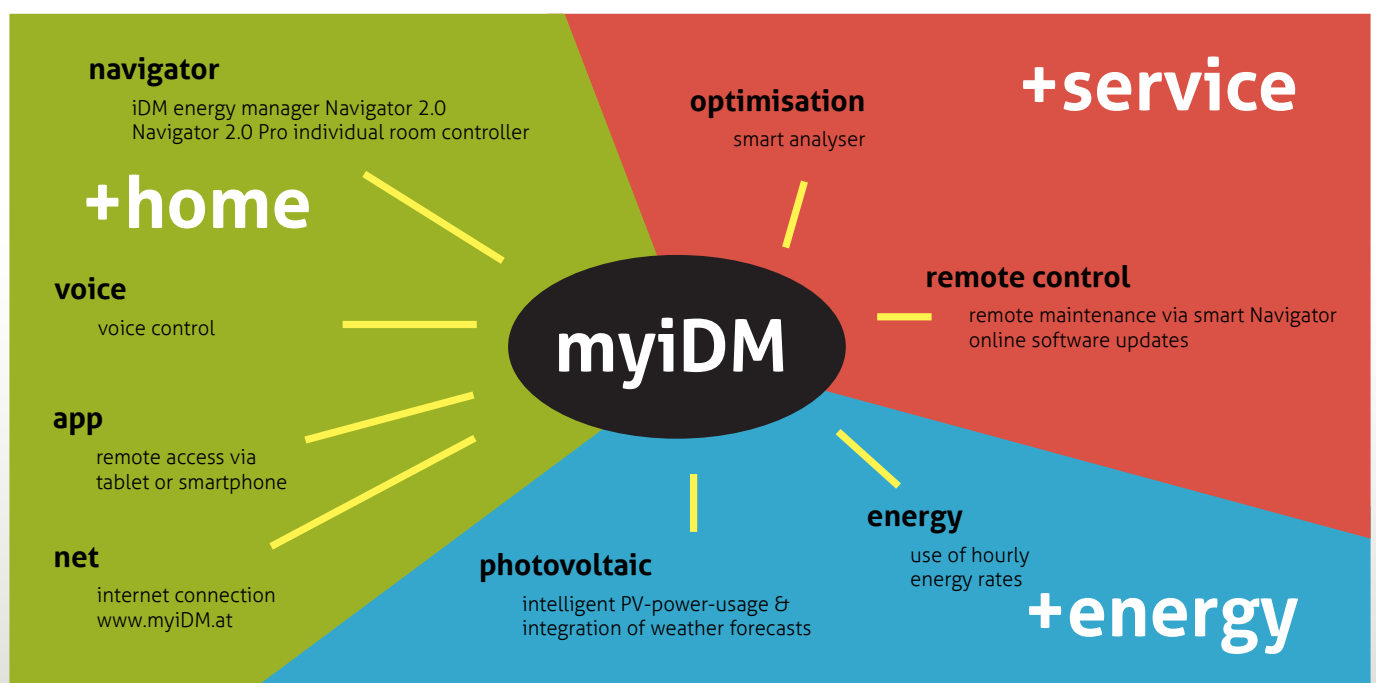 navigator
iDM energy manager Navigator 2.0
Navigator 2.0 Pro individual room controller
+home
voice
voice control
app
remote access via
tablet or smartphone
net
internet connection
www.myiDM.at
myiDM
optimisation
smart analyser
+service
remote control
remote maintenance via smart Navigator
online software updates
photovoltaic
intelligent PV-power-usage &
integration of weather forecasts
energy
use of hourly
energy rates
+energy